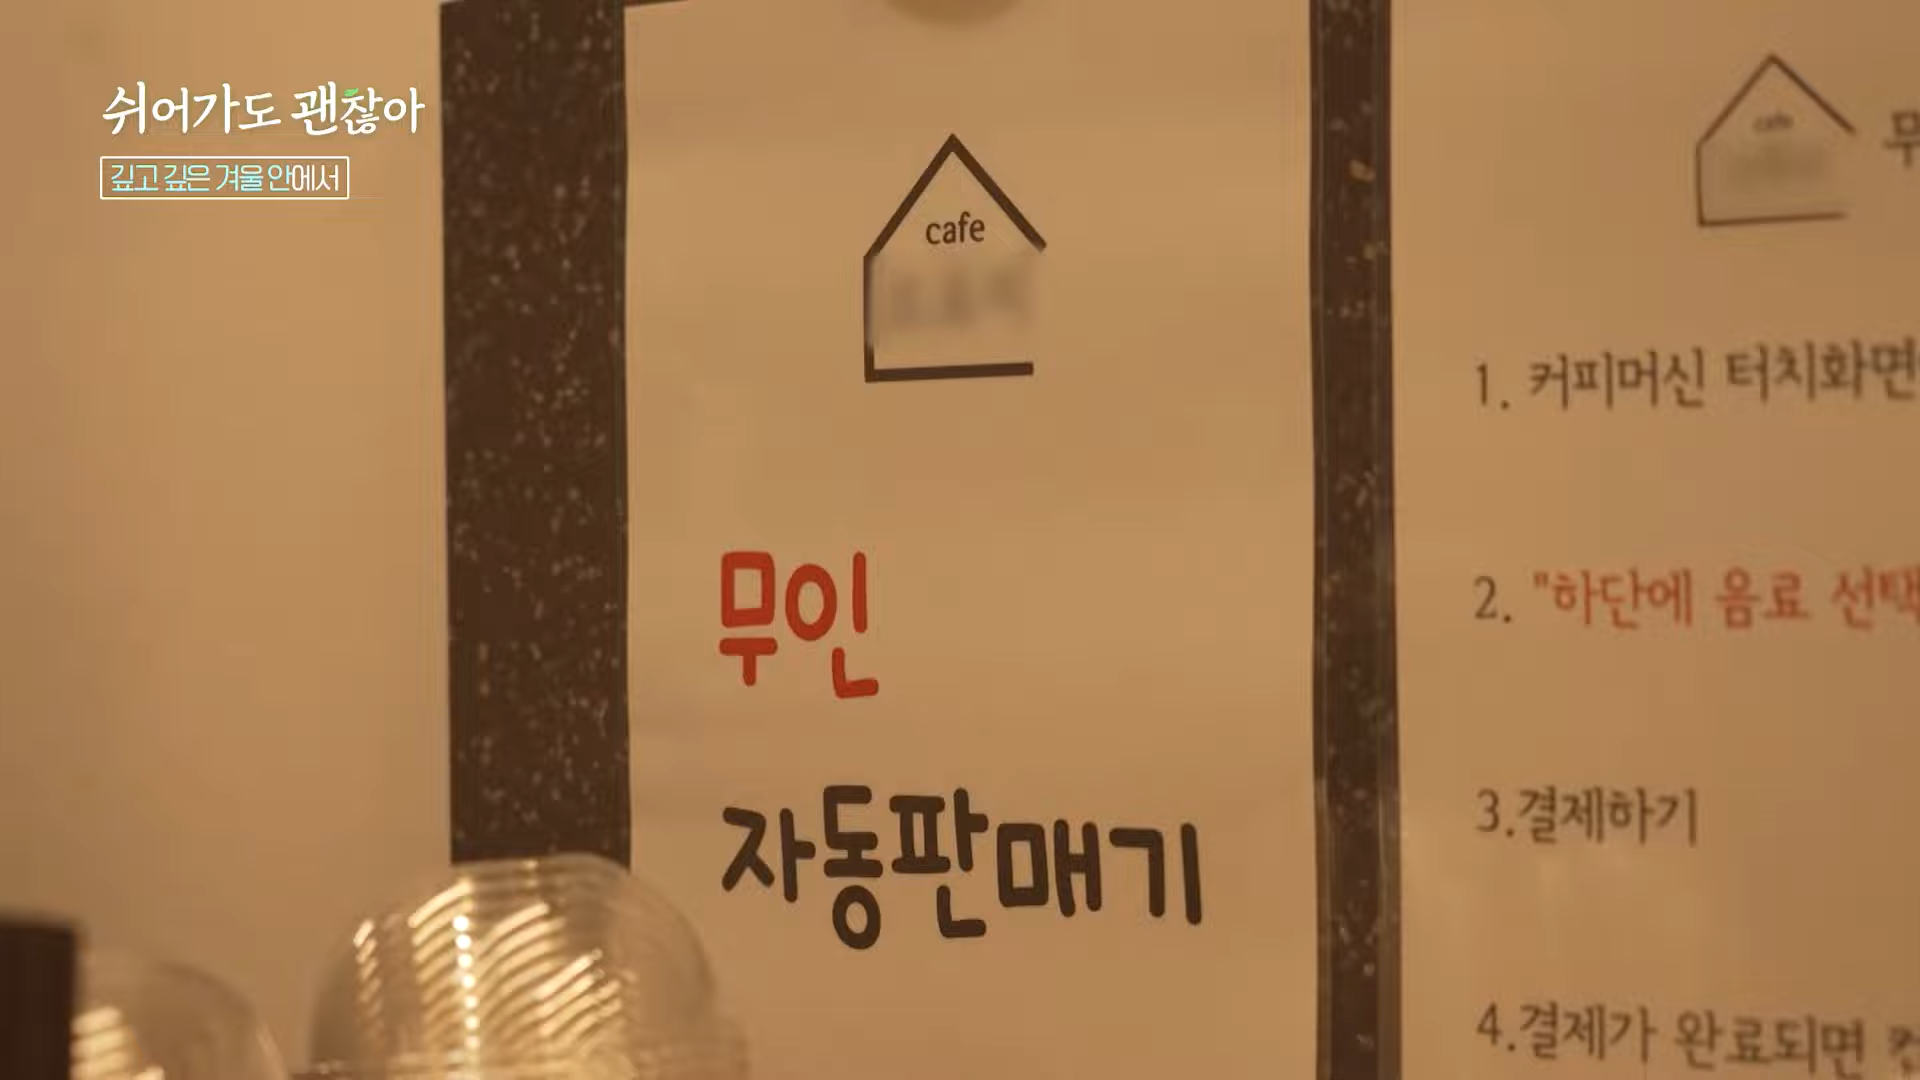 쉬어가도 괜찮아
깊고 깊은 겨울 안에서
cafe
무인
자동판매기
cafe
1. 커피머신 터치화면
2. "하단에 음료 선택
3.결제하기
4.결제가 완료되면